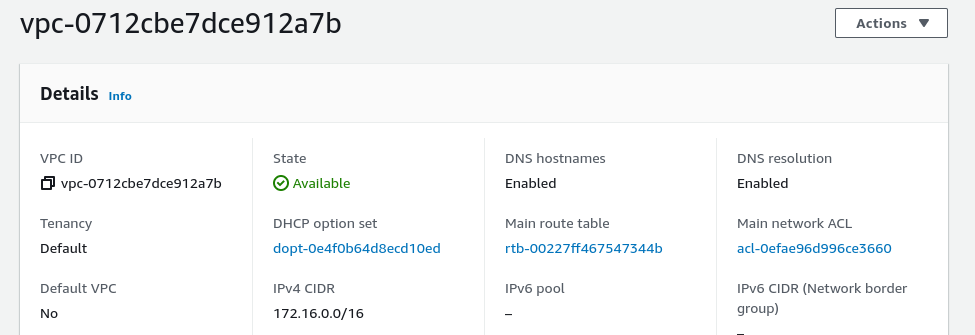 vpc-0712cbe7dce912a7b
Actions
Details Info
VPC ID
vpc-0712cbe7dce912a7b
State
Available
DNS hostnames
Enabled
DNS resolution
Enabled
Tenancy
Default
DHCP option set
dopt-0e4f0b64d8ecd10ed
Main route table
rtb-00227ff467547344b
Main network ACL
acl-0efae96d996ce3660
Default VPC
No
IPv4 CIDR
172.16.0.0/16
IPv6 pool
–
IPv6 CIDR (Network border
group)
–